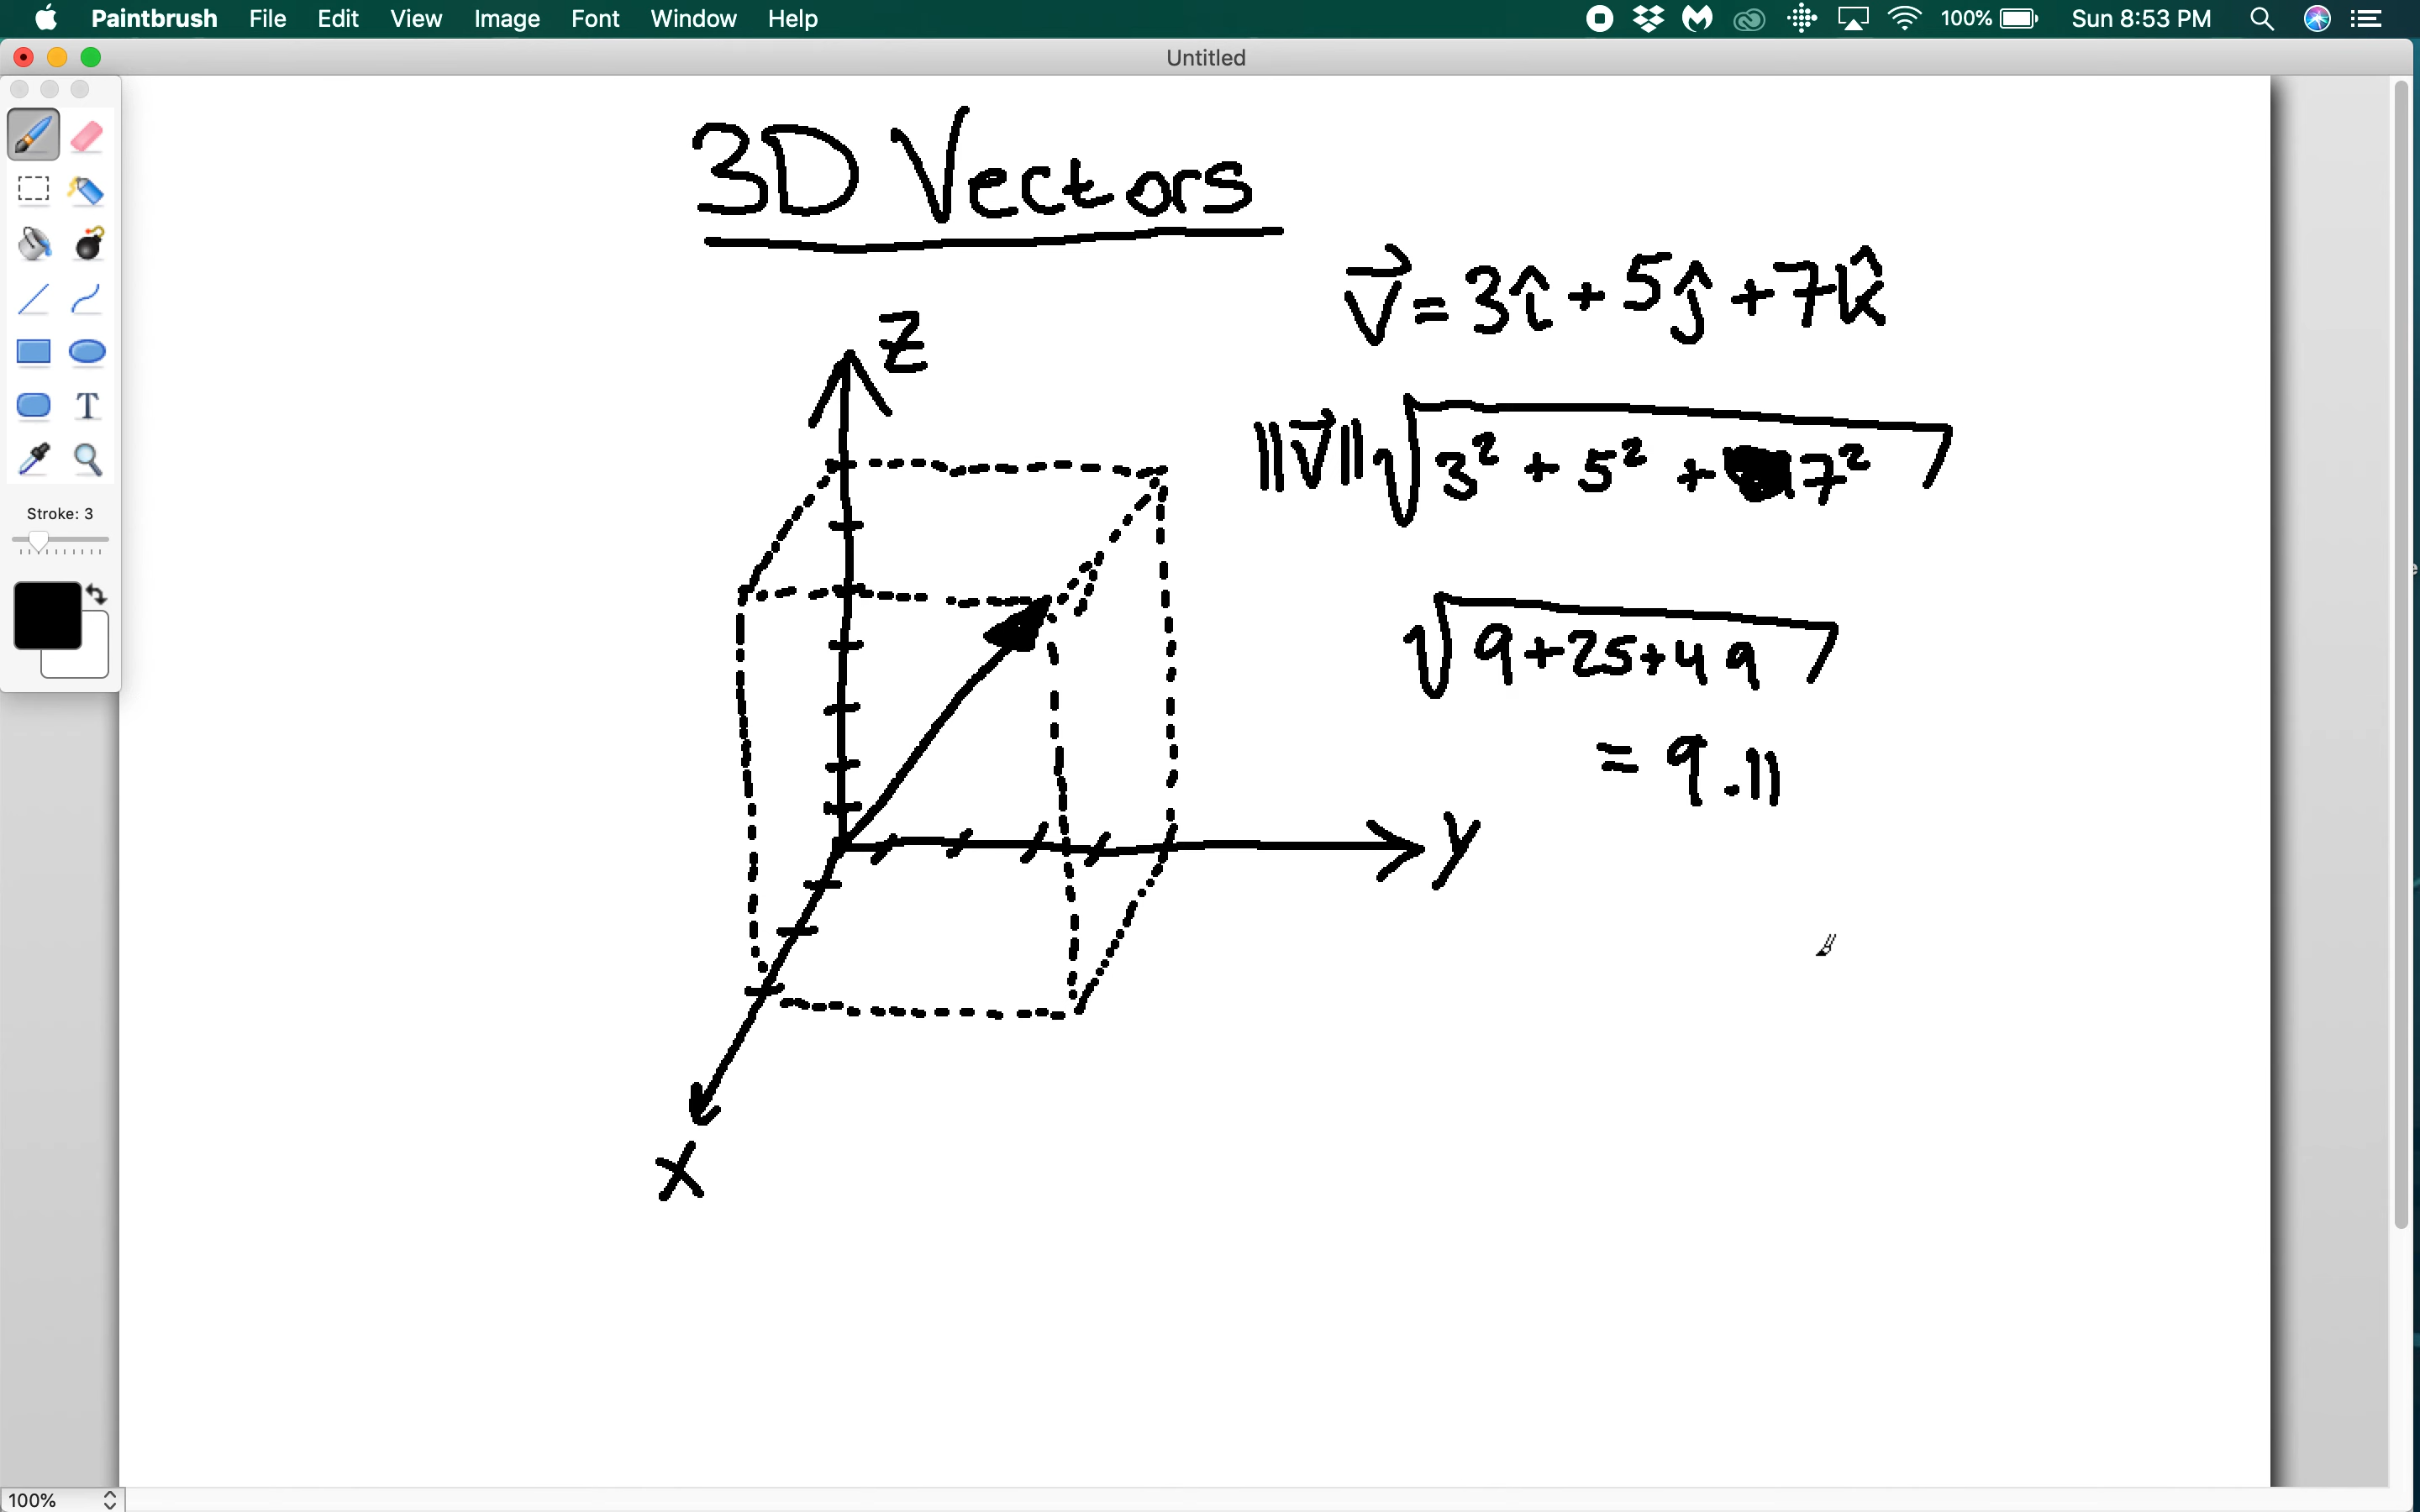 Paintbrush File Edit View Image Font Window Help 100% Sun 8:53 PM
Untitled
3D Vectors
Stroke: 3
Z
V⃗ = 3î + 5ĵ + 7k̂
‖V⃗‖ √3² + 5² + 7²
√9+25+49
= 9.11
y
x
T
100%